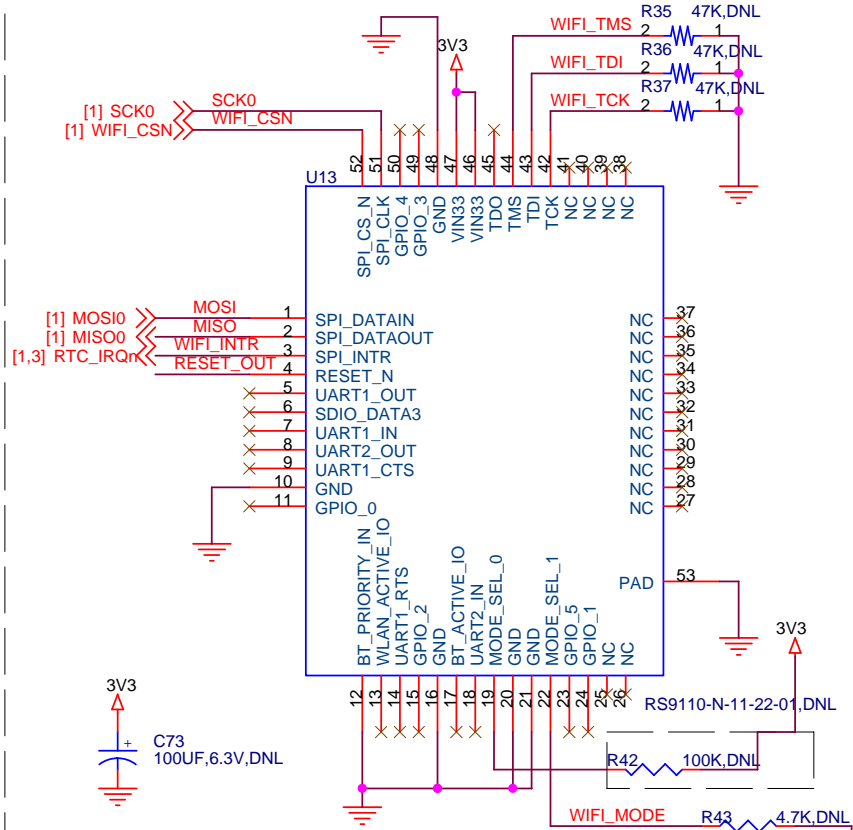 R35 47K,DNL
WIFI_TMS 2 1
R36 47K,DNL
3V3
WIFI_TDI 2 1
R37 47K,DNL
WIFI_TCK 2 1
[1] SCK0 SCK0
[1] WIFI_CSN WIFI_CSN
52 51 50 49 48 47 46 45 44 43 42 41 40 39 38
U13
SPI_CS_N SPI_CLK GPIO_4 GPIO_3 GND VIN33 VIN33 TDO TMS TDI TCK NC NC NC NC
[1] MOSI0 MOSI 1 SPI_DATAIN NC 37
[1] MISO0 MISO 2 SPI_DATAOUT NC 36
[1,3] RTC_IRQn WIFI_INTR 3 SPI_INTR NC 35
RESET_OUT 4 RESET_N NC 34
5 UART1_OUT NC 33
6 SDIO_DATA3 NC 32
7 UART1_IN NC 31
8 UART2_OUT NC 30
9 UART1_CTS NC 29
10 GND NC 28
11 GPIO_0 NC 27
PAD 53
BT_PRIORITY_IN WLAN_ACTIVE_IO UART1_RTS GPIO_2 GND BT_ACTIVE_IO UART2_IN MODE_SEL_0 GND GND MODE_SEL_1 GPIO_5 GPIO_1 NC NC
12 13 14 15 16 17 18 19 20 21 22 23 24 25 26
3V3
RS9110-N-11-22-01,DNL
3V3
C73
100UF,6.3V,DNL
+
R42 100K,DNL
WIFI_MODE R43 4.7K,DNL